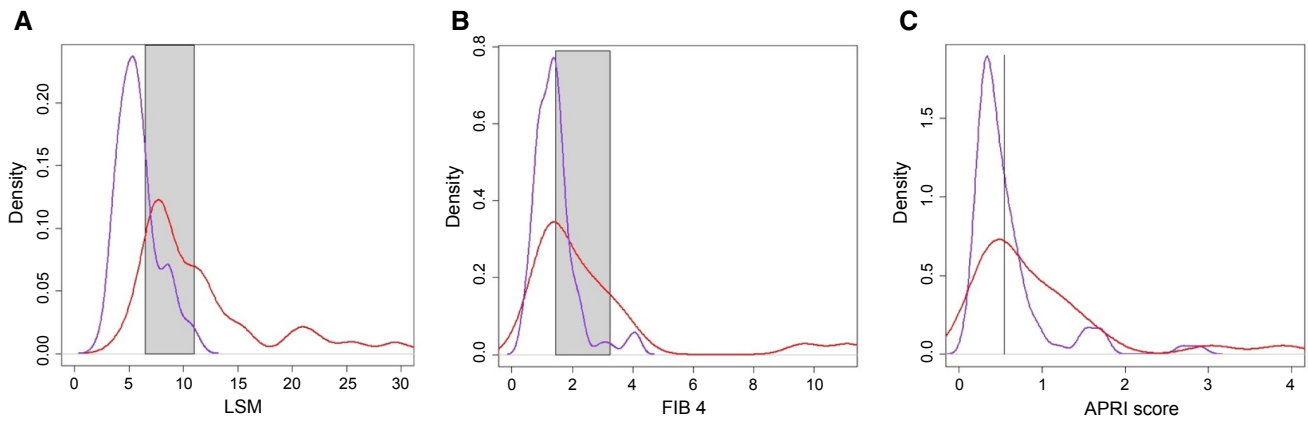 A
Density
0.00 0.05 0.10 0.15 0.20
0 5 10 15 20 25 30
LSM
B
Density
0.0 0.2 0.4 0.6 0.8
0 2 4 6 8 10
FIB 4
C
Density
0.0 0.5 1.0 1.5
0 1 2 3 4
APRI score